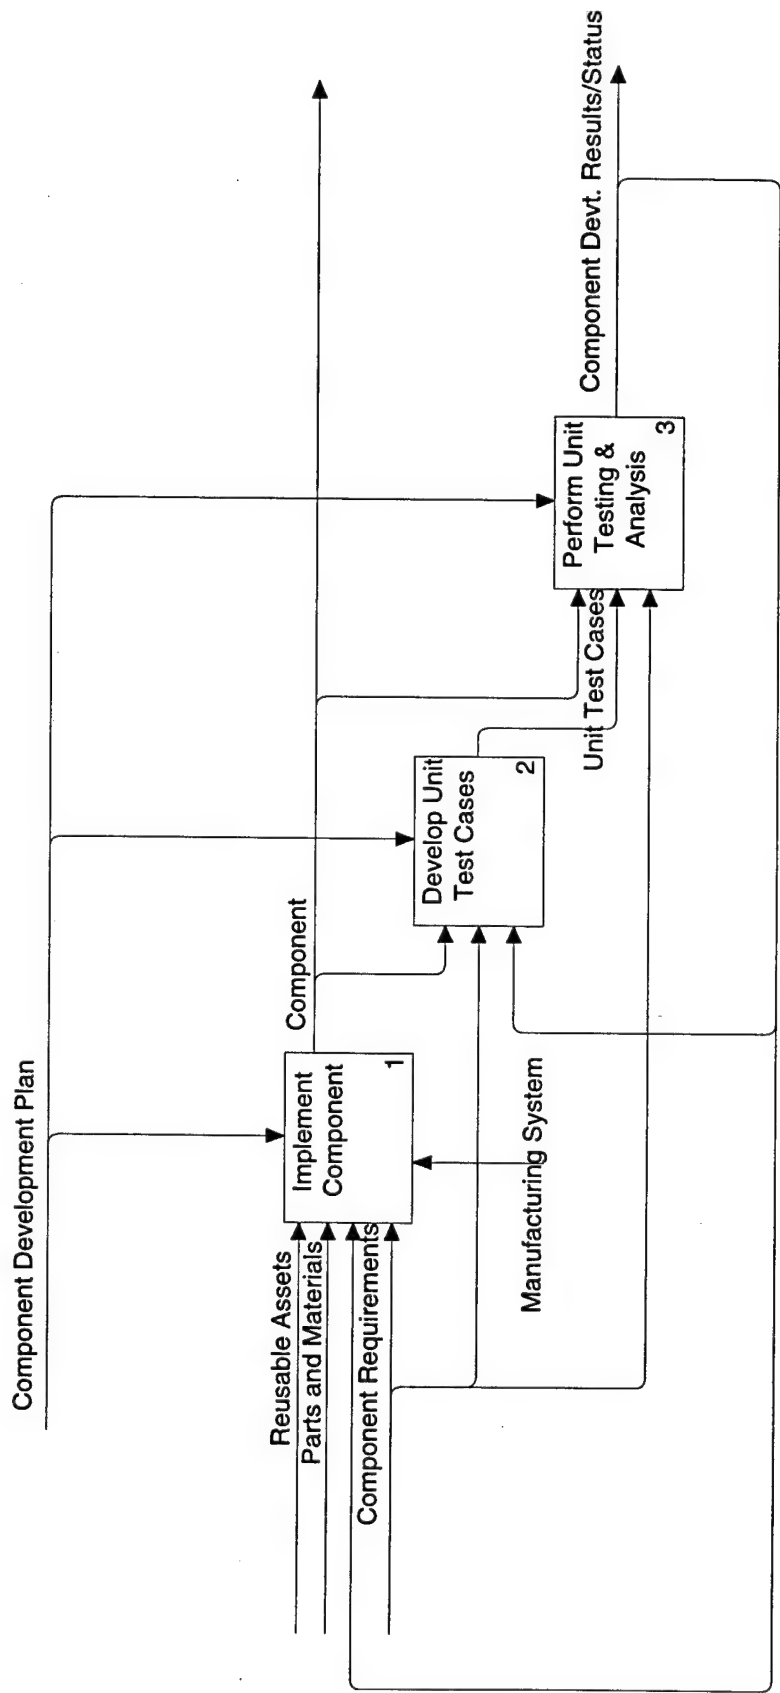 Component Development Plan
Reusable Assets
Parts and Materials
Component Requirements
Implement
Component
1
Manufacturing System
Component
Develop Unit
Test Cases
2
Unit Test Cases
Perform Unit
Testing &
Analysis
3
Component Devt. Results/Status